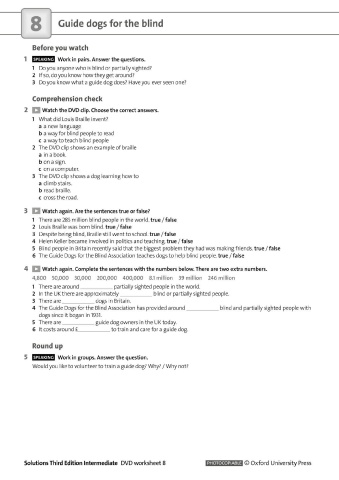 8 Guide dogs for the blind
Before you watch
1 SPEAKING Work in pairs. Answer the questions.
1 Do you anyone who is blind or partially sighted?
2 If so, do you know how they get around?
3 Do you know what a guide dog does? Have you ever seen one?
Comprehension check
2 Watch the DVD clip. Choose the correct answers.
1 What did Louis Braille invent?
a a new language
b a way for blind people to read
c a way to teach blind people
2 The DVD clip shows an example of braille
a in a book.
b on a sign.
c on a computer.
3 The DVD clip shows a dog learning how to
a climb stairs.
b read braille.
c cross the road.
3 Watch again. Are the sentences true or false?
1 There are 285 million blind people in the world. true / false
2 Louis Braille was born blind. true / false
3 Despite being blind, Braille still went to school. true / false
4 Helen Keller became involved in politics and teaching. true / false
5 Blind people in Britain recently said that the biggest problem they had was making friends. true / false
6 The Guide Dogs for the Blind Association teaches dogs to help blind people. true / false
4 Watch again. Complete the sentences with the numbers below. There are two extra numbers.
4,800 50,000 30,000 200,000 400,000 8.1 million 39 million 246 million
1 There are around ____________ partially sighted people in the world.
2 In the UK there are approximately ____________ blind or partially sighted people.
3 There are ____________ dogs in Britain.
4 The Guide Dogs for the Blind Association has provided around ____________ blind and partially sighted people with
dogs since it began in 1931.
5 There are ____________ guide dog owners in the UK today.
6 It costs around £____________ to train and care for a guide dog.
Round up
5 SPEAKING Work in groups. Answer the question.
Would you like to volunteer to train a guide dog? Why? / Why not?
Solutions Third Edition Intermediate DVD worksheet 8 PHOTOCOPIABLE © Oxford University Press